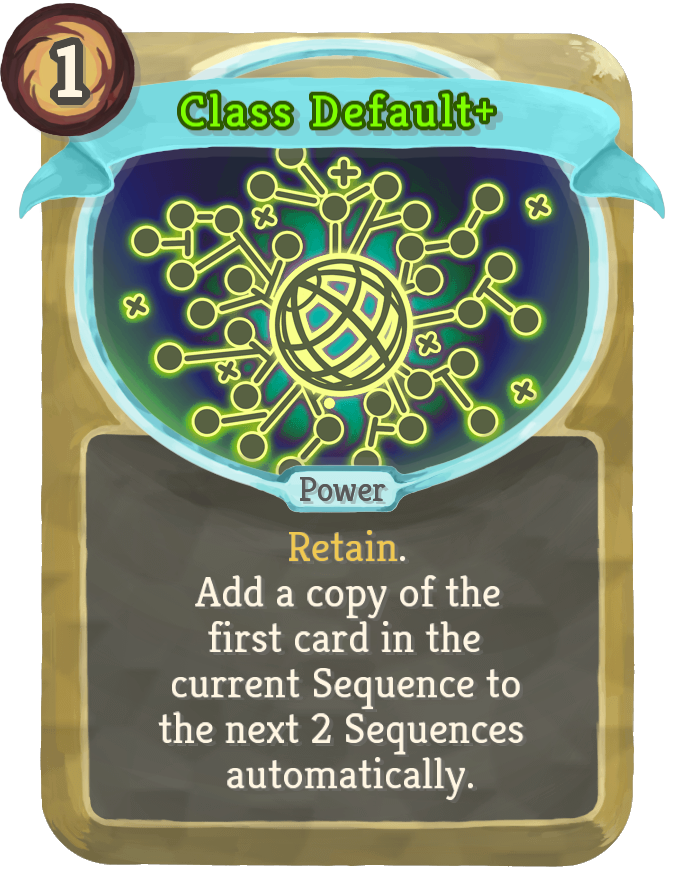 1
Class Default+
Power
Retain.
Add a copy of the
first card in the
current Sequence to
the next 2 Sequences
automatically.